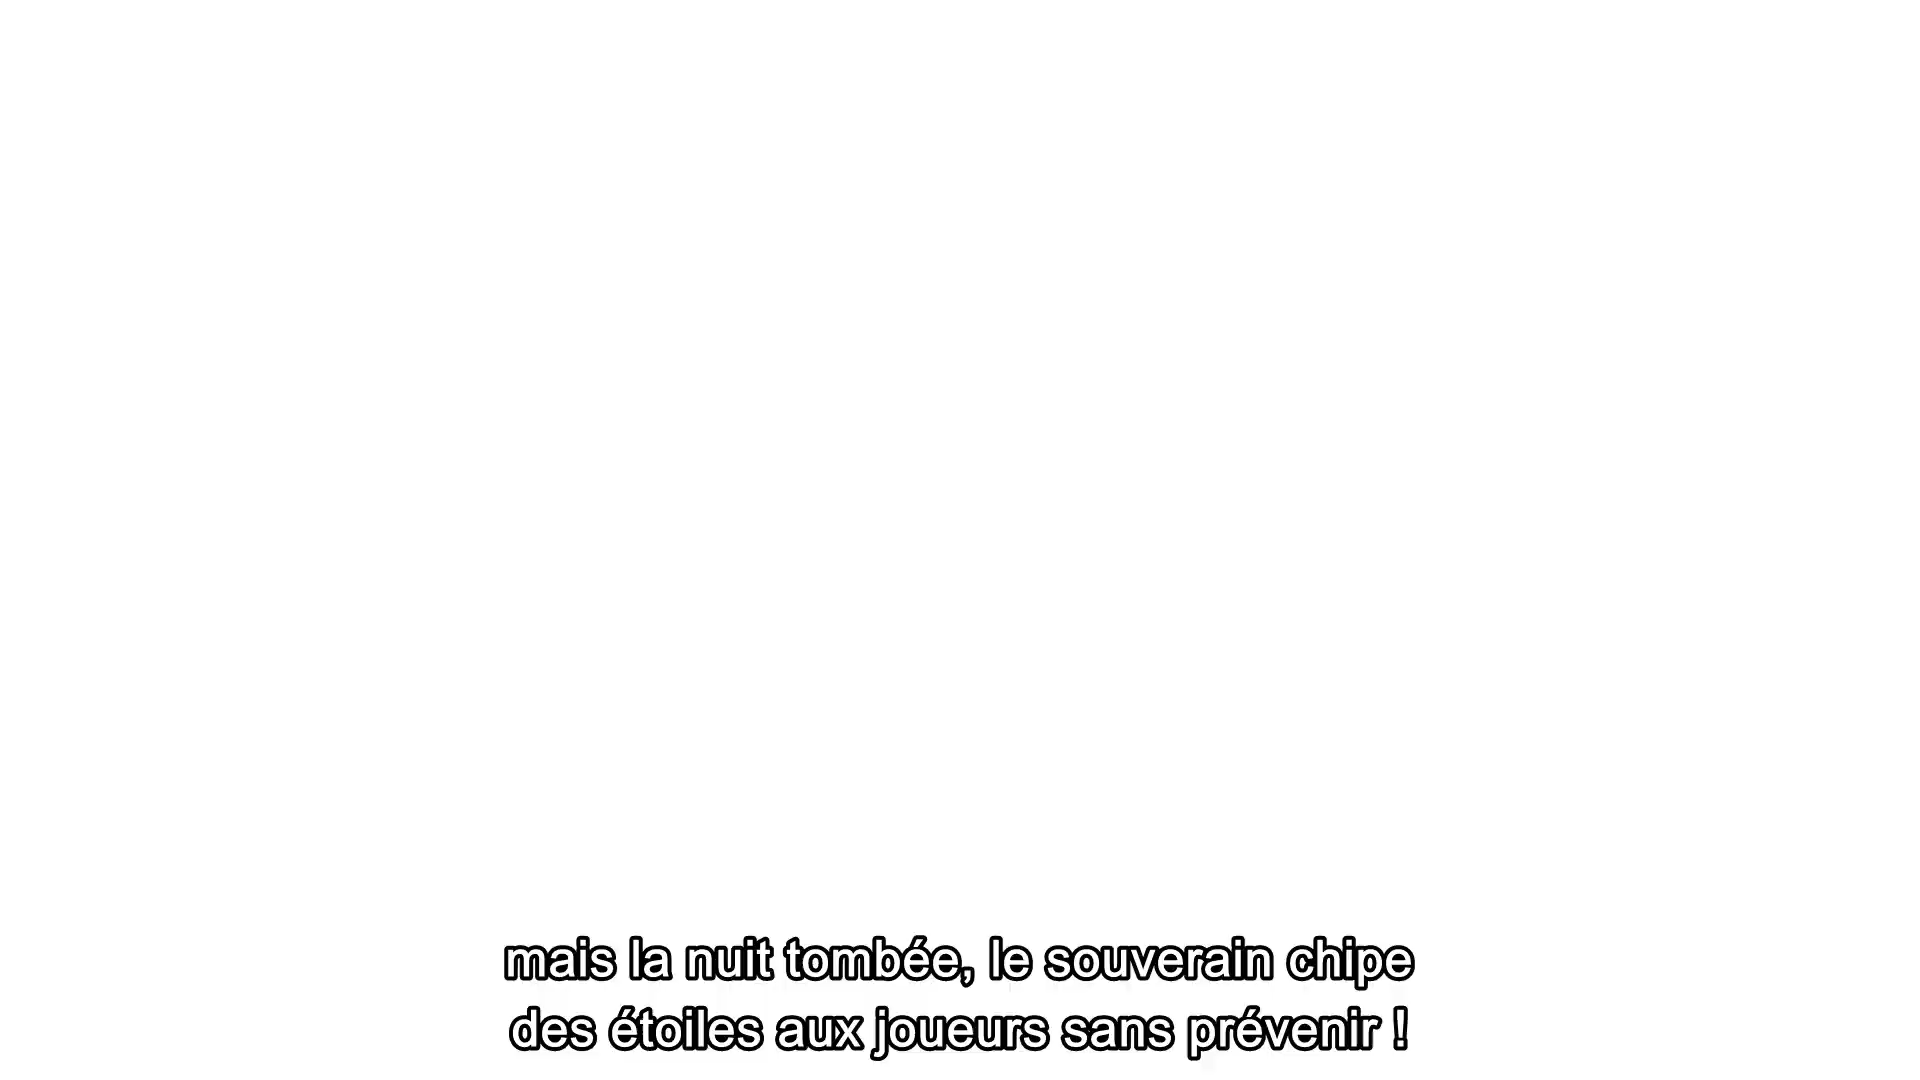 mais la nuit tombée, le souverain chipe
des étoiles aux joueurs sans prévenir !